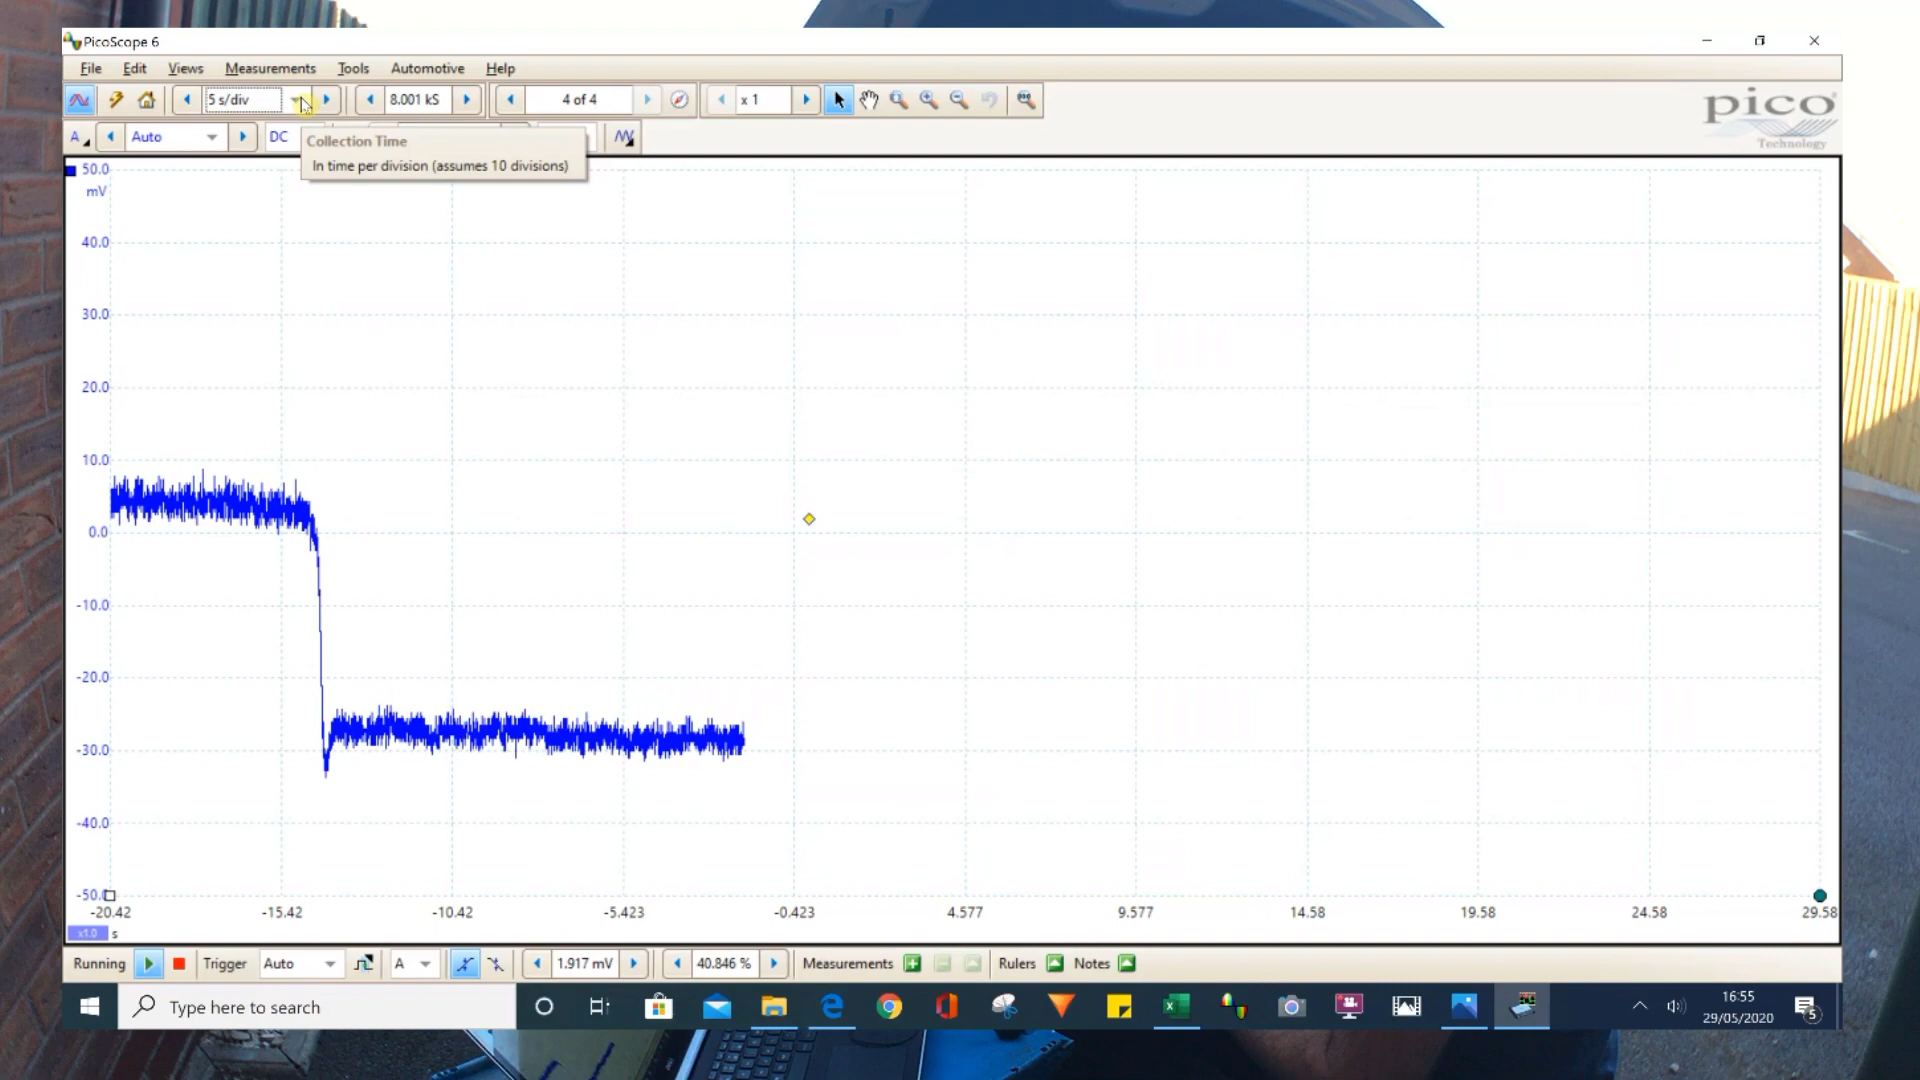 PicoScope 6
File Edit Views Measurements Tools Automotive Help
5 s/div 8.001 kS 4 of 4 x 1
pico
Technology
A Auto DC
Collection Time
In time per division (assumes 10 divisions)
50.0
mV
40.0
30.0
20.0
10.0
0.0
-10.0
-20.0
-30.0
-40.0
-50.0
-20.42 -15.42 -10.42 -5.423 -0.423 4.577 9.577 14.58 19.58 24.58 29.58
x1.0 s
Running Trigger Auto A 1.917 mV 40.846 % Measurements Rulers Notes
Type here to search
16:55
29/05/2020
5